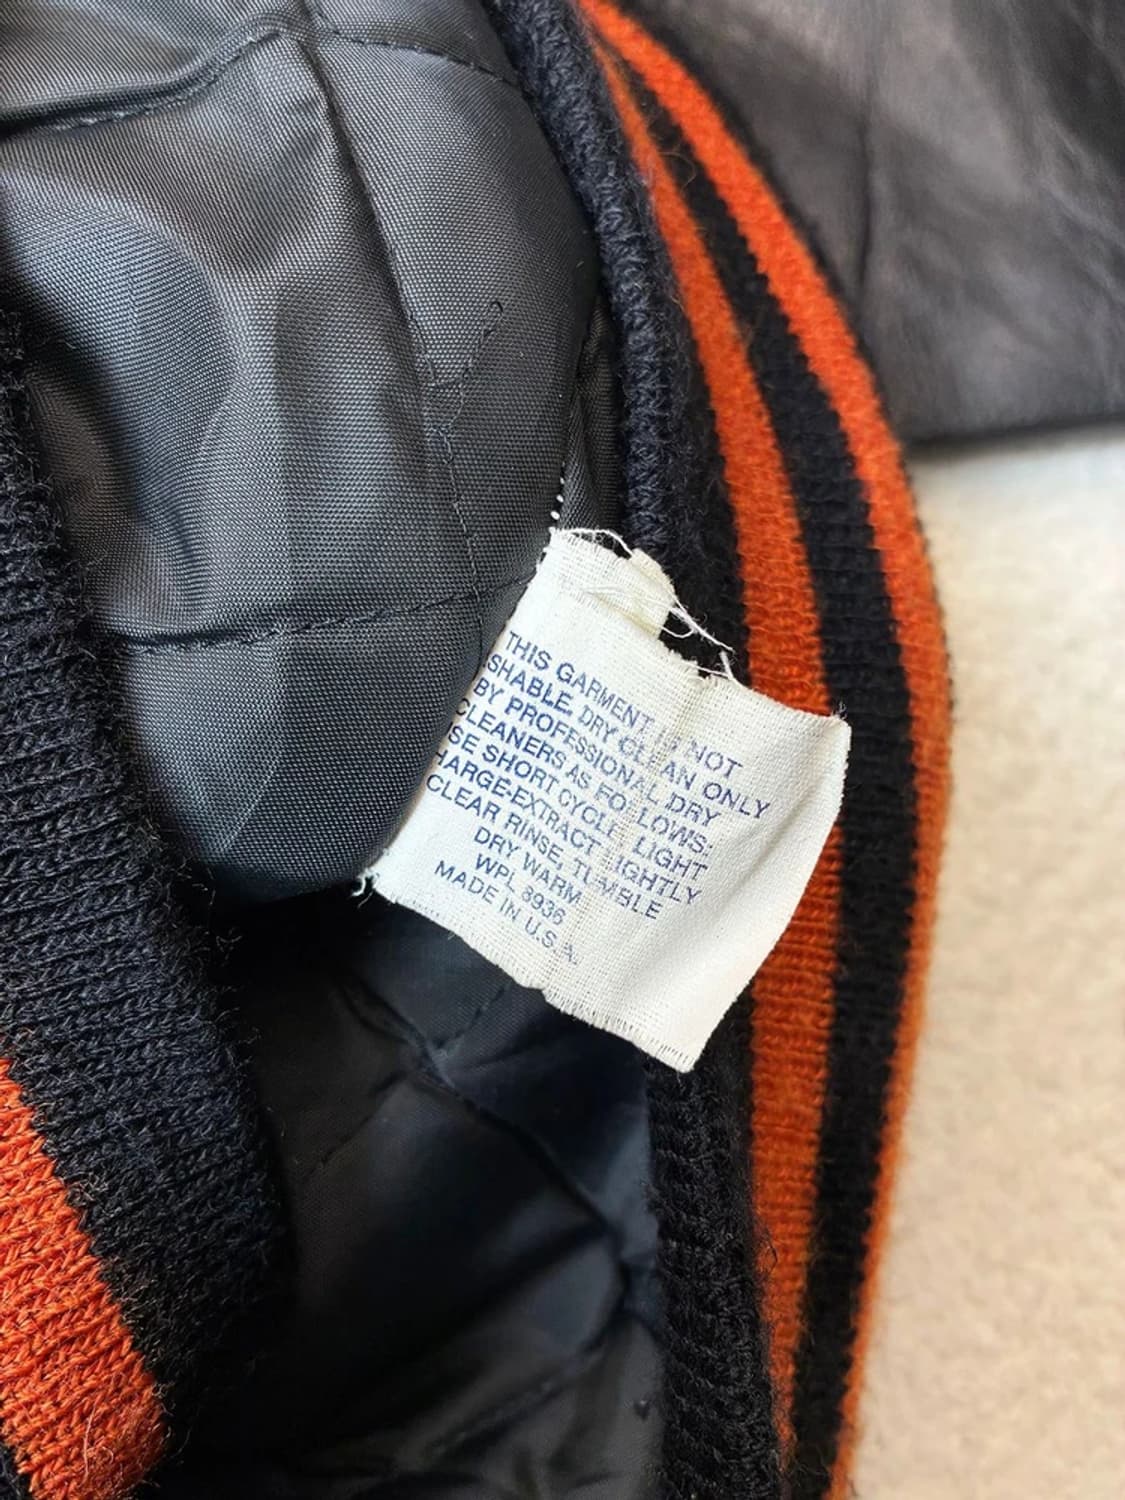 THIS GARMENT IS NOT
SHABLE. DRY CLEAN ONLY
BY PROFESSIONAL DRY
CLEANERS AS FOLLOWS.
SE SHORT CYCLE, LIGHT
HARGE-EXTRACT LIGHTLY
CLEAR RINSE, TUMBLE
DRY WARM
WPL 8936
MADE IN U.S.A.